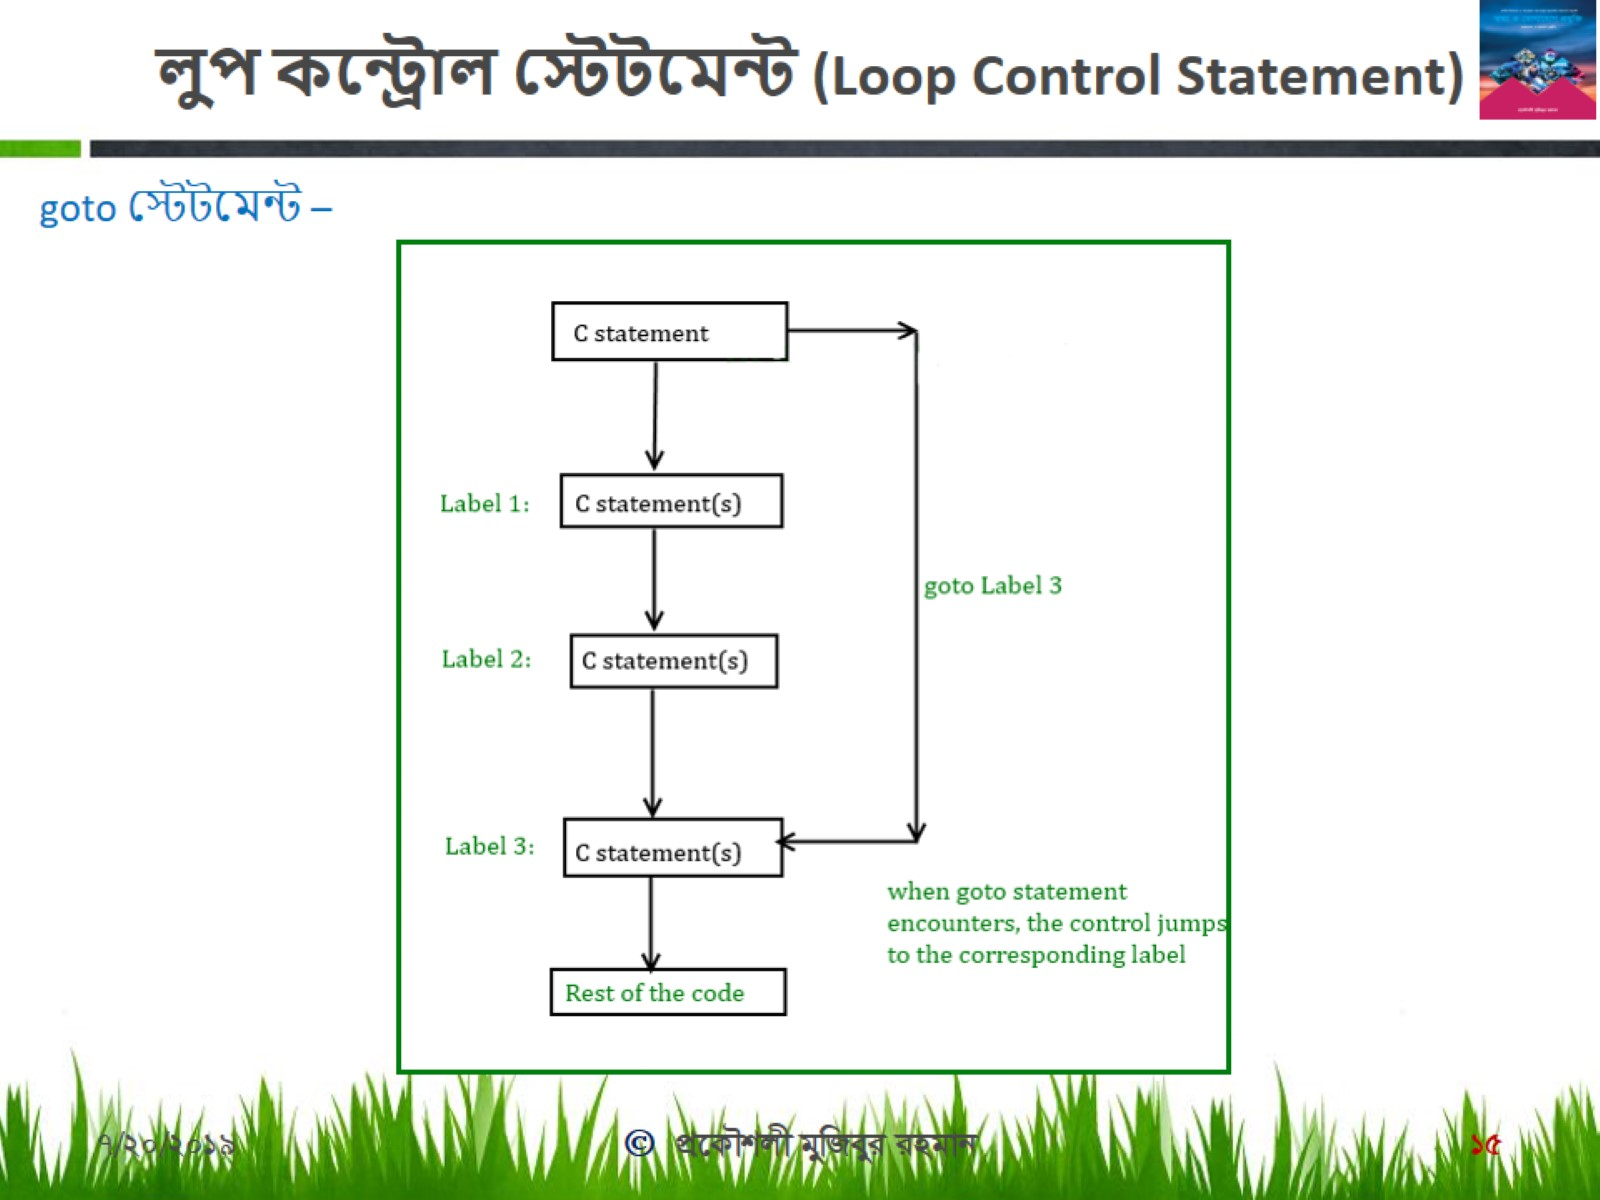 লুপ কন্ট্রোল স্টেটমেন্ট (Loop Control Statement)
goto স্টেটমেন্ট –
C statement
Label 1:
C statement(s)
goto Label 3
Label 2:
C statement(s)
Label 3:
C statement(s)
when goto statement
encounters, the control jumps
to the corresponding label
Rest of the code
৭/২০/২০১৯
© প্রকৌশলী মুজিবুর রহমান
১৫